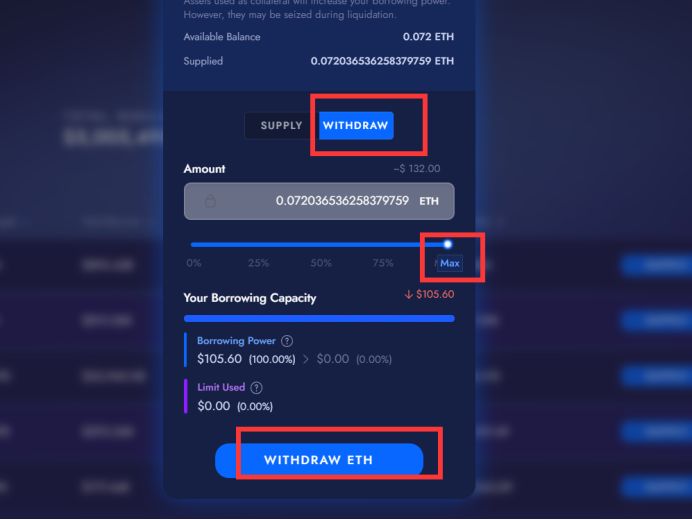 Assets used as collateral will increase your borrowing power.
However, they may be seized during liquidation.
Available Balance 0.072 ETH
Supplied 0.072036536258379759 ETH
SUPPLY WITHDRAW
Amount ~$ 132.00
0.072036536258379759 ETH
0% 25% 50% 75% Max
Your Borrowing Capacity ↓ $105.60
Borrowing Power ?
$105.60 (100.00%) > $0.00 (0.00%)
Limit Used ?
$0.00 (0.00%)
WITHDRAW ETH